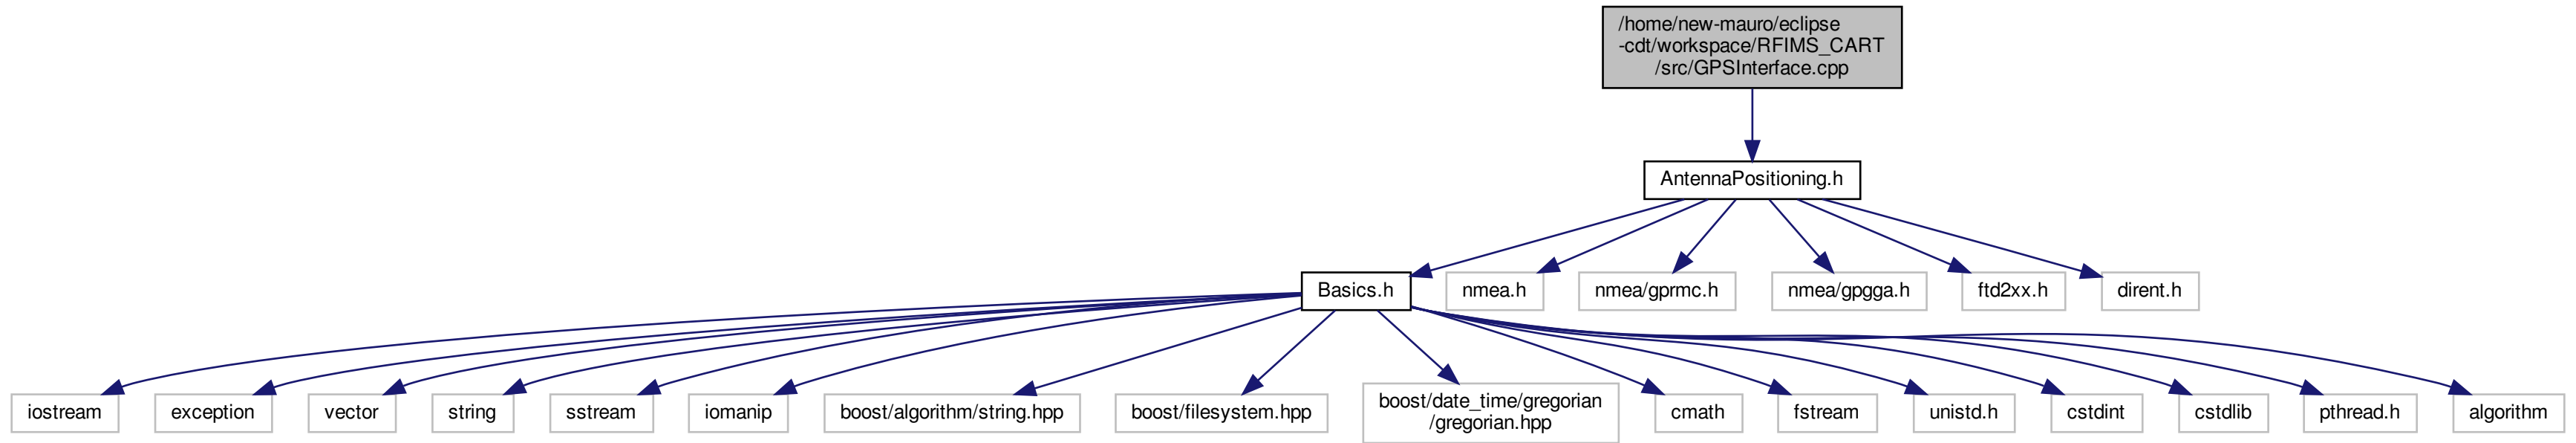 /home/new-mauro/eclipse
-cdt/workspace/RFIMS_CART
/src/GPSInterface.cpp
AntennaPositioning.h
Basics.h
nmea.h
nmea/gprmc.h
nmea/gpgga.h
ftd2xx.h
dirent.h
iostream
exception
vector
string
sstream
iomanip
boost/algorithm/string.hpp
boost/filesystem.hpp
boost/date_time/gregorian
/gregorian.hpp
cmath
fstream
unistd.h
cstdint
cstdlib
pthread.h
algorithm